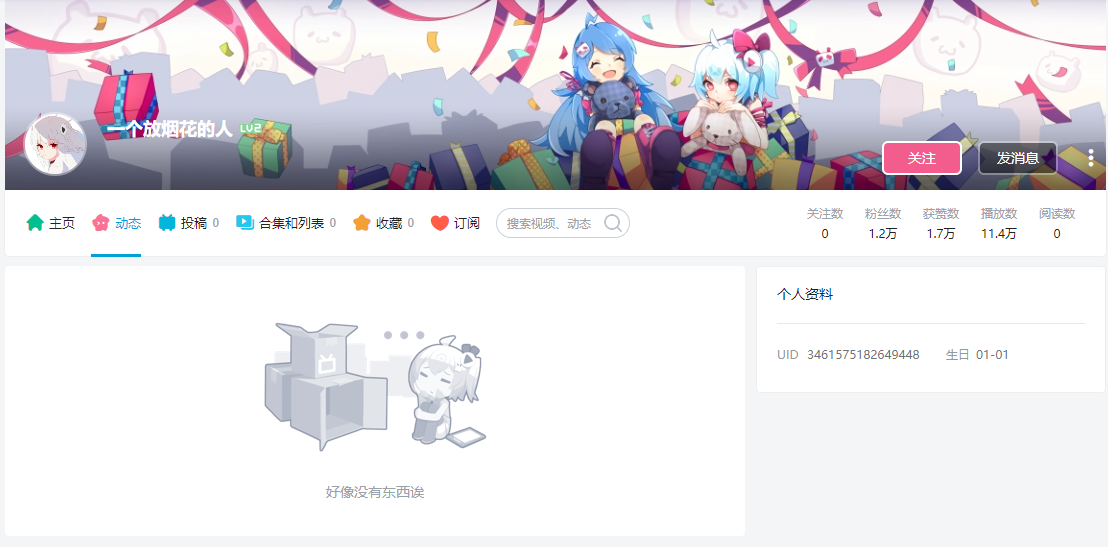 一个放烟花的人 LV2
关注 发消息
主页 动态 投稿 0 合集和列表 0 收藏 0 订阅 搜索视频、动态
关注数 粉丝数 获赞数 播放数 阅读数
0 1.2万 1.7万 11.4万 0
个人资料
UID 3461575182649448 生日 01-01
好像没有东西诶